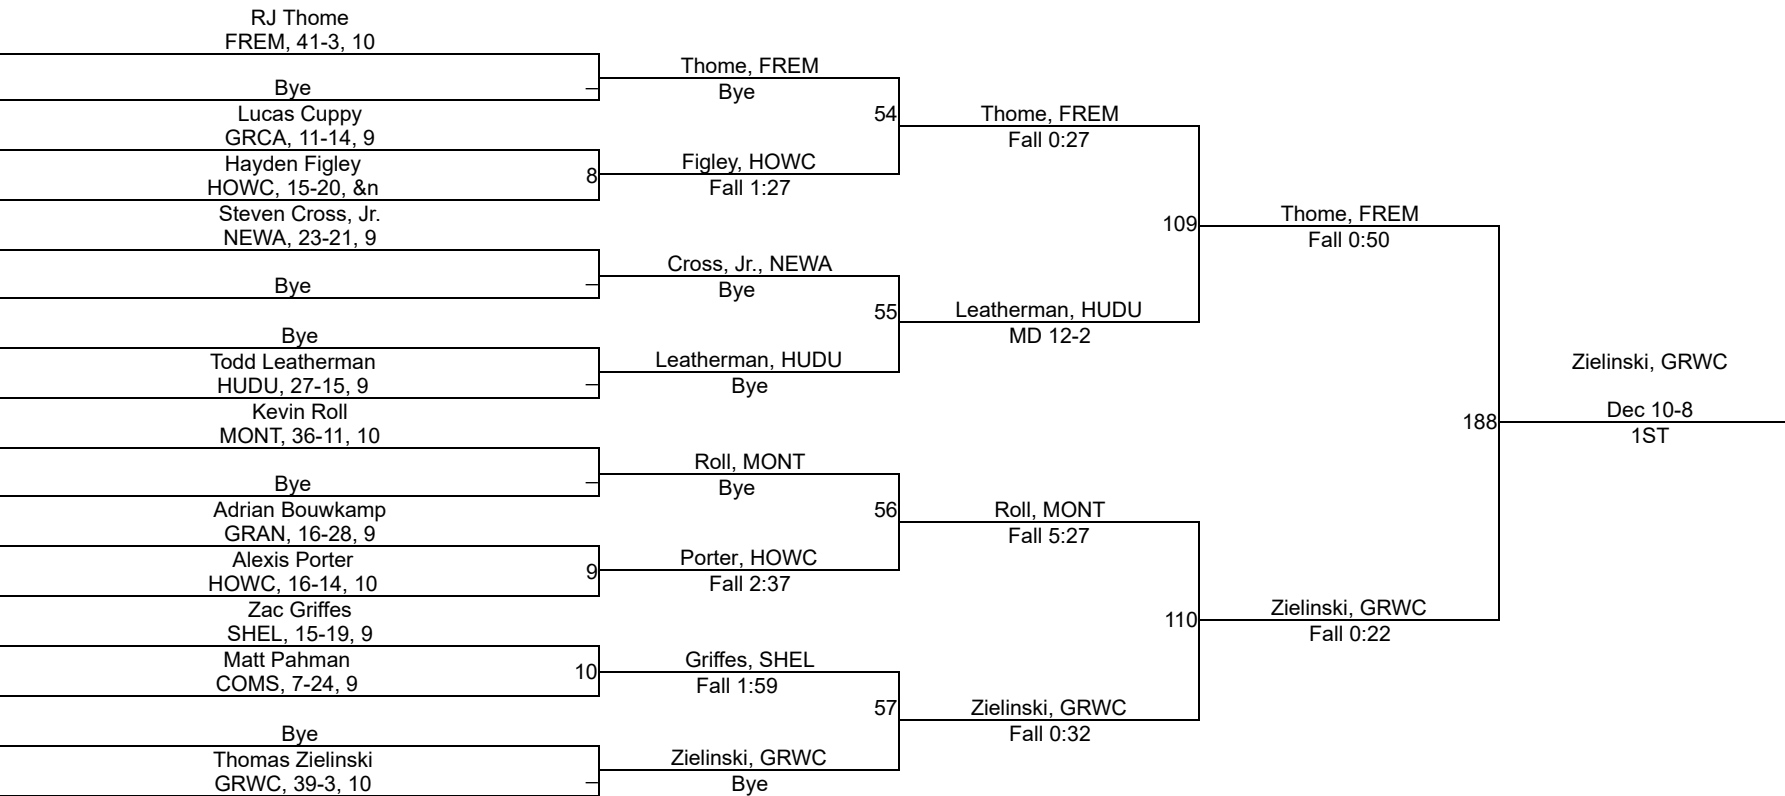 RJ Thome
FREM, 41-3, 10
Bye
Lucas Cuppy
GRCA, 11-14, 9
Hayden Figley
HOWC, 15-20, &n
Steven Cross, Jr.
NEWA, 23-21, 9
Bye
Bye
Todd Leatherman
HUDU, 27-15, 9
Kevin Roll
MONT, 36-11, 10
Bye
Adrian Bouwkamp
GRAN, 16-28, 9
Alexis Porter
HOWC, 16-14, 10
Zac Griffes
SHEL, 15-19, 9
Matt Pahman
COMS, 7-24, 9
Bye
Thomas Zielinski
GRWC, 39-3, 10
–
8
–
–
–
9
10
–
Thome, FREM
Bye
Figley, HOWC
Fall 1:27
Cross, Jr., NEWA
Bye
Leatherman, HUDU
Bye
Roll, MONT
Bye
Porter, HOWC
Fall 2:37
Griffes, SHEL
Fall 1:59
Zielinski, GRWC
Bye
54
55
56
57
Thome, FREM
Fall 0:27
Leatherman, HUDU
MD 12-2
Roll, MONT
Fall 5:27
Zielinski, GRWC
Fall 0:32
109
110
Thome, FREM
Fall 0:50
Zielinski, GRWC
Fall 0:22
188
Zielinski, GRWC
Dec 10-8
1ST